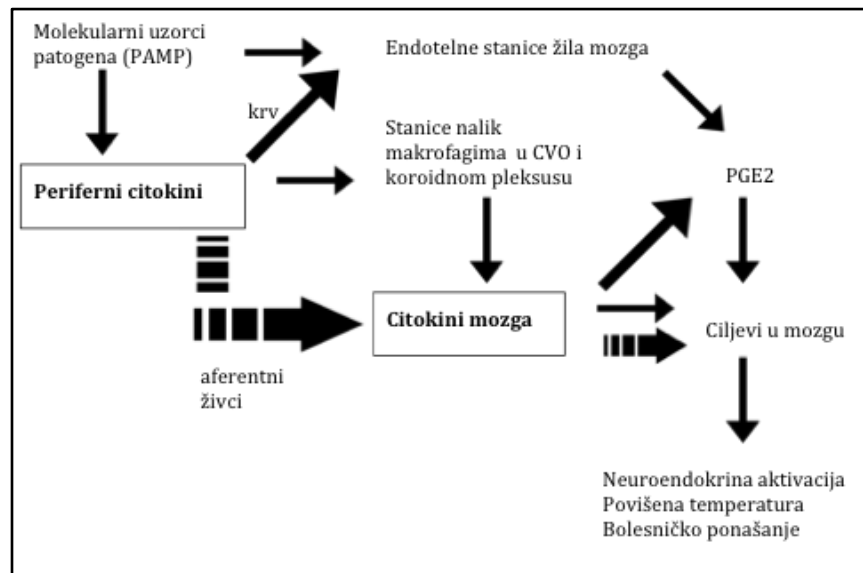 Molekularni uzorci
patogena (PAMP)
Endotelne stanice žila mozga
krv
Stanice nalik
makrofagima u CVO i
koroidnom pleksusu
Periferni citokini
PGE2
Citokini mozga
Ciljevi u mozgu
aferentni
živci
Neuroendokrina aktivacija
Povišena temperatura
Bolesničko ponašanje